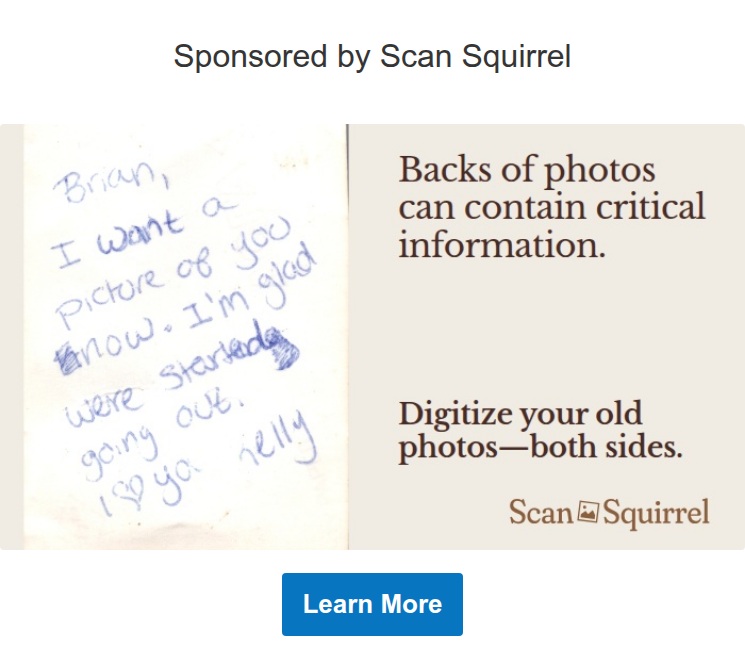 Sponsored by Scan Squirrel
Brian,
I want a
picture of you
now. I'm glad
were started
going out.
I ♡ ya Kelly
Backs of photos
can contain critical
information.
Digitize your old
photos—both sides.
Scan Squirrel
Learn More